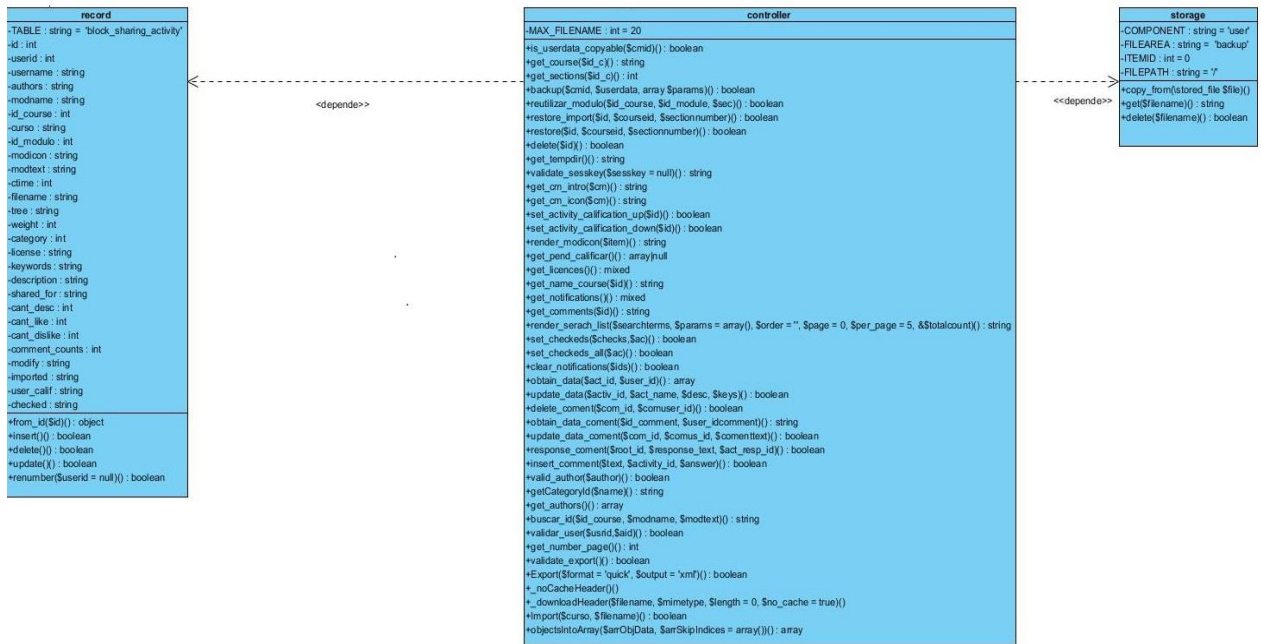 record
-TABLE : string = 'block_sharing_activity'
-id : int
-userid : int
-username : string
-authors : string
-modname : string
-id_course : int
-curso : string
-id_modulo : int
-modicon : string
-modtext : string
-ctime : int
-filename : string
-tree : string
-weight : int
-category : int
-license : string
-keywords : string
-description : string
-shared_for : string
-cant_desc : int
-cant_like : int
-cant_dislike : int
-comment_counts : int
-modify : string
-imported : string
-user_calif : string
-checked : string
+from_id($id)() : object
+insert()() : boolean
+delete()() : boolean
+update()() : boolean
+renumber($userid = null)() : boolean
<depende>>
controller
-MAX_FILENAME : int = 20
+is_userdata_copyable($cmid)() : boolean
+get_course($id_c)() : string
+get_sections($id_c)() : int
+backup($cmid, $userdata, array $params)() : boolean
+reutilizar_modulo($id_course, $id_module, $sec)() : boolean
+restore_import($id, $courseid, $sectionnumber)() : boolean
+restore($id, $courseid, $sectionnumber)() : boolean
+delete($id)() : boolean
+get_tempdir()() : string
+validate_sesskey($sesskey = null)() : string
+get_cm_intro($cm)() : string
+get_cm_icon($cm)() : string
+set_activity_calification_up($id)() : boolean
+set_activity_calification_down($id)() : boolean
+render_modicon($item)() : string
+get_pend_calificar()() : array|null
+get_licences()() : mixed
+get_name_course($id)() : string
+get_notifications()() : mixed
+get_comments($id)() : string
+render_serach_list($searchterms, $params = array(), $order = '', $page = 0, $per_page = 5, &$totalcount)() : string
+set_checkeds($checks,$ac)() : boolean
+set_checkeds_all($ac)() : boolean
+clear_notifications($ids)() : boolean
+obtain_data($act_id, $user_id)() : array
+update_data($activ_id, $act_name, $desc, $keys)() : boolean
+delete_coment($com_id, $comuser_id)() : boolean
+obtain_data_coment($id_comment, $user_idcomment)() : string
+update_data_coment($com_id, $comus_id, $comenttext)() : boolean
+response_coment($root_id, $response_text, $act_resp_id)() : boolean
+insert_comment($text, $activity_id, $answer)() : boolean
+valid_author($author)() : boolean
+getCategoryId($name)() : string
+get_authors()() : array
+buscar_id($id_course, $modname, $modtext)() : string
+validar_user($usrid,$aid)() : boolean
+get_number_page()() : int
+validate_export()() : boolean
+Export($format = 'quick', $output = 'xml')() : boolean
+_noCacheHeader()()
+_downloadHeader($filename, $mimetype, $length = 0, $no_cache = true)()
+Import($curso, $filename)() : boolean
+objectsIntoArray($arrObjData, $arrSkipIndices = array())() : array
<<depende>>
storage
-COMPONENT : string = 'user'
-FILEAREA : string = 'backup'
-ITEMID : int = 0
-FILEPATH : string = '/'
+copy_from(\stored_file $file)()
+get($filename)() : string
+delete($filename)() : boolean